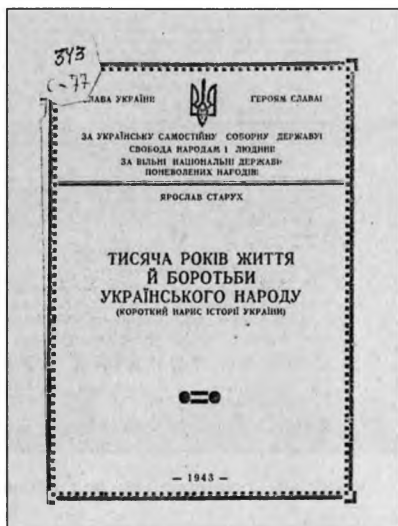 343
с-77
СЛАВА УКРАЇНІ! ГЕРОЯМ СЛАВА!
ЗА УКРАЇНСЬКУ САМОСТІЙНУ СОБОРНУ ДЕРЖАВУ!
СВОБОДА НАРОДАМ І ЛЮДИНІ!
ЗА ВІЛЬНІ НАЦІОНАЛЬНІ ДЕРЖАВИ
ПОНЕВОЛЕНИХ НАРОДІВ!
ЯРОСЛАВ СТАРУХ
ТИСЯЧА РОКІВ ЖИТТЯ
Й БОРОТЬБИ
УКРАЇНСЬКОГО НАРОДУ
(КОРОТКИЙ НАРИС ІСТОРІЇ УКРАЇНИ)
— 1943 —